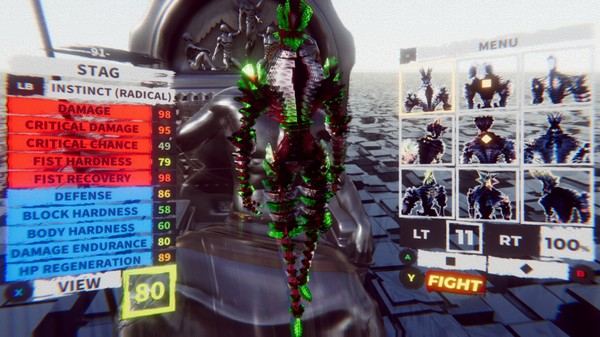 91
STAG
LB
INSTINCT (RADICAL)
DAMAGE 98
CRITICAL DAMAGE 95
CRITICAL CHANCE 49
FIST HARDNESS 79
FIST RECOVERY 98
DEFENSE 86
BLOCK HARDNESS 58
BODY HARDNESS 60
DAMAGE ENDURANCE 80
HP REGENERATION 89
X VIEW 80
MENU
LT 11 RT 100%
A B
Y FIGHT